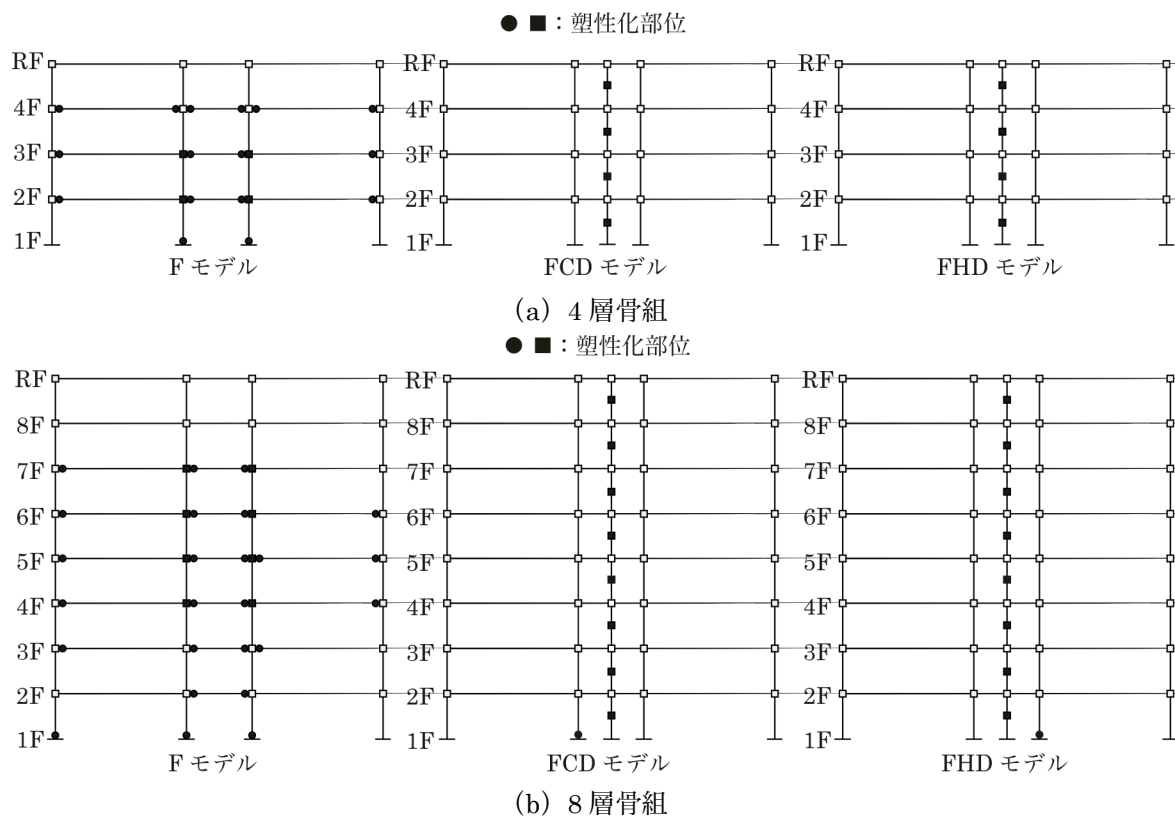 ● ■：塑性化部位
RF RF RF
4F 4F 4F
3F 3F 3F
2F 2F 2F
1F 1F 1F
F モデル FCD モデル FHD モデル
(a) 4 層骨組
● ■：塑性化部位
RF RF RF
8F 8F 8F
7F 7F 7F
6F 6F 6F
5F 5F 5F
4F 4F 4F
3F 3F 3F
2F 2F 2F
1F 1F 1F
F モデル FCD モデル FHD モデル
(b) 8 層骨組